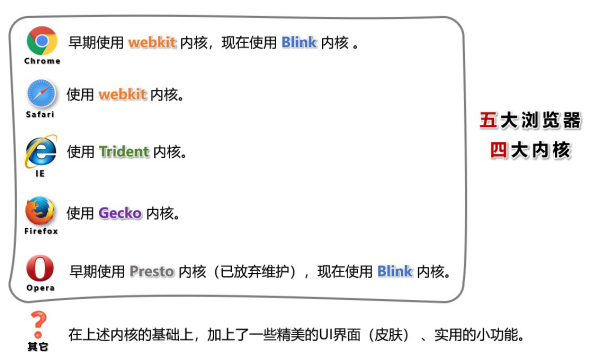 早期使用 webkit 内核，现在使用 Blink 内核 。
Chrome
使用 webkit 内核。
Safari
使用 Trident 内核。
IE
使用 Gecko 内核。
Firefox
早期使用 Presto 内核（已放弃维护），现在使用 Blink 内核。
Opera
五大浏览器
四大内核
在上述内核的基础上，加上了一些精美的UI界面（皮肤） 、实用的小功能。
其它